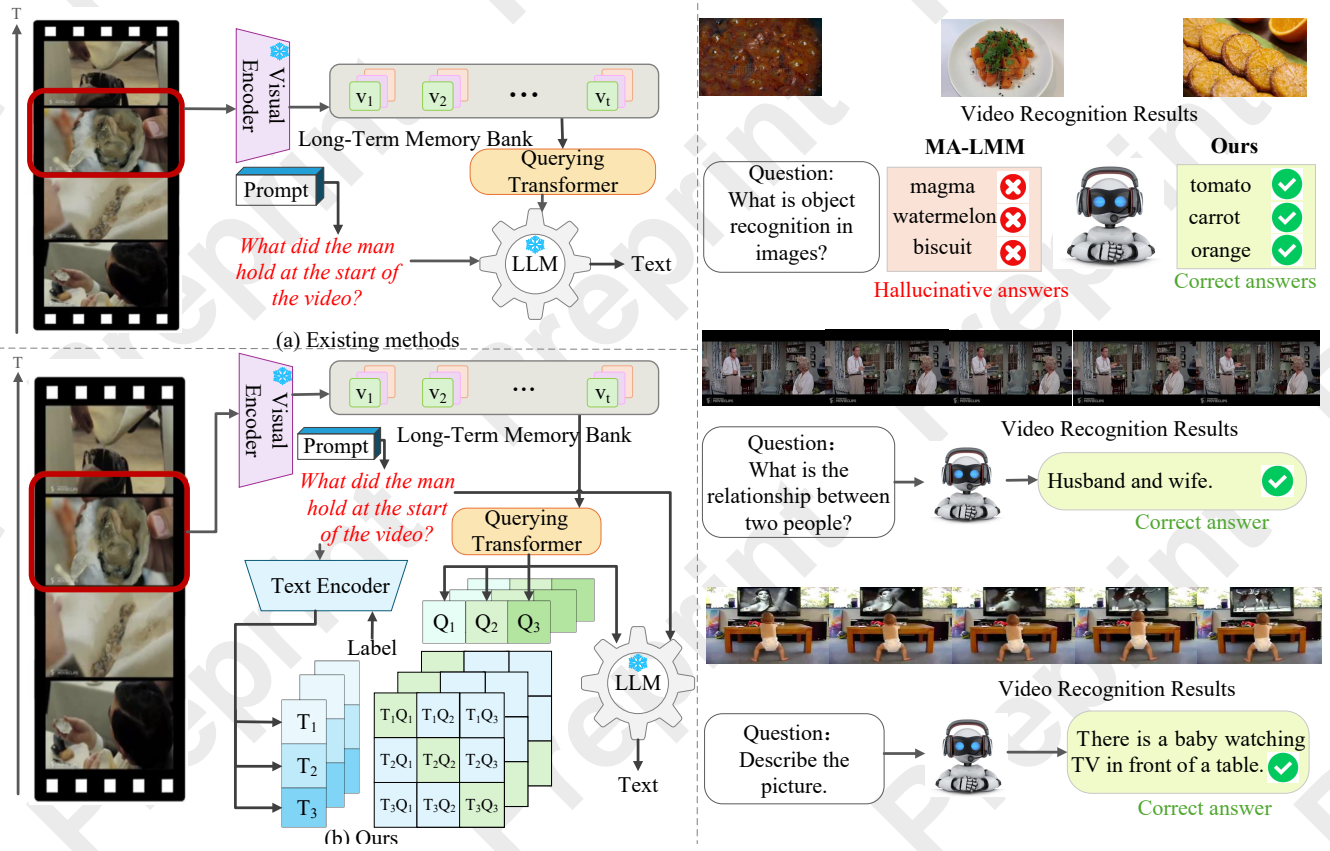 T
Visual
Encoder
v1
v2
...
vt
Long-Term Memory Bank
Querying
Transformer
Prompt
What did the man
hold at the start of
the video?
LLM
Text
(a) Existing methods
T
Visual
Encoder
v1
v2
...
vt
Long-Term Memory Bank
Prompt
What did the man
hold at the start
of the video?
Querying
Transformer
Text Encoder
Label
Q1 Q2 Q3
LLM
Text
T1
T2
T3
T1Q1 T1Q2 T1Q3
T2Q1 T2Q2 T2Q3
T3Q1 T3Q2 T3Q3
(b) Ours
Video Recognition Results
MA-LMM
Ours
Question:
What is object
recognition in
images?
magma
watermelon
biscuit
Hallucinative answers
tomato
carrot
orange
Correct answers
Video Recognition Results
Question:
What is the
relationship between
two people?
Husband and wife.
Correct answer
Video Recognition Results
Question:
Describe the
picture.
There is a baby watching
TV in front of a table.
Correct answer
Preprint